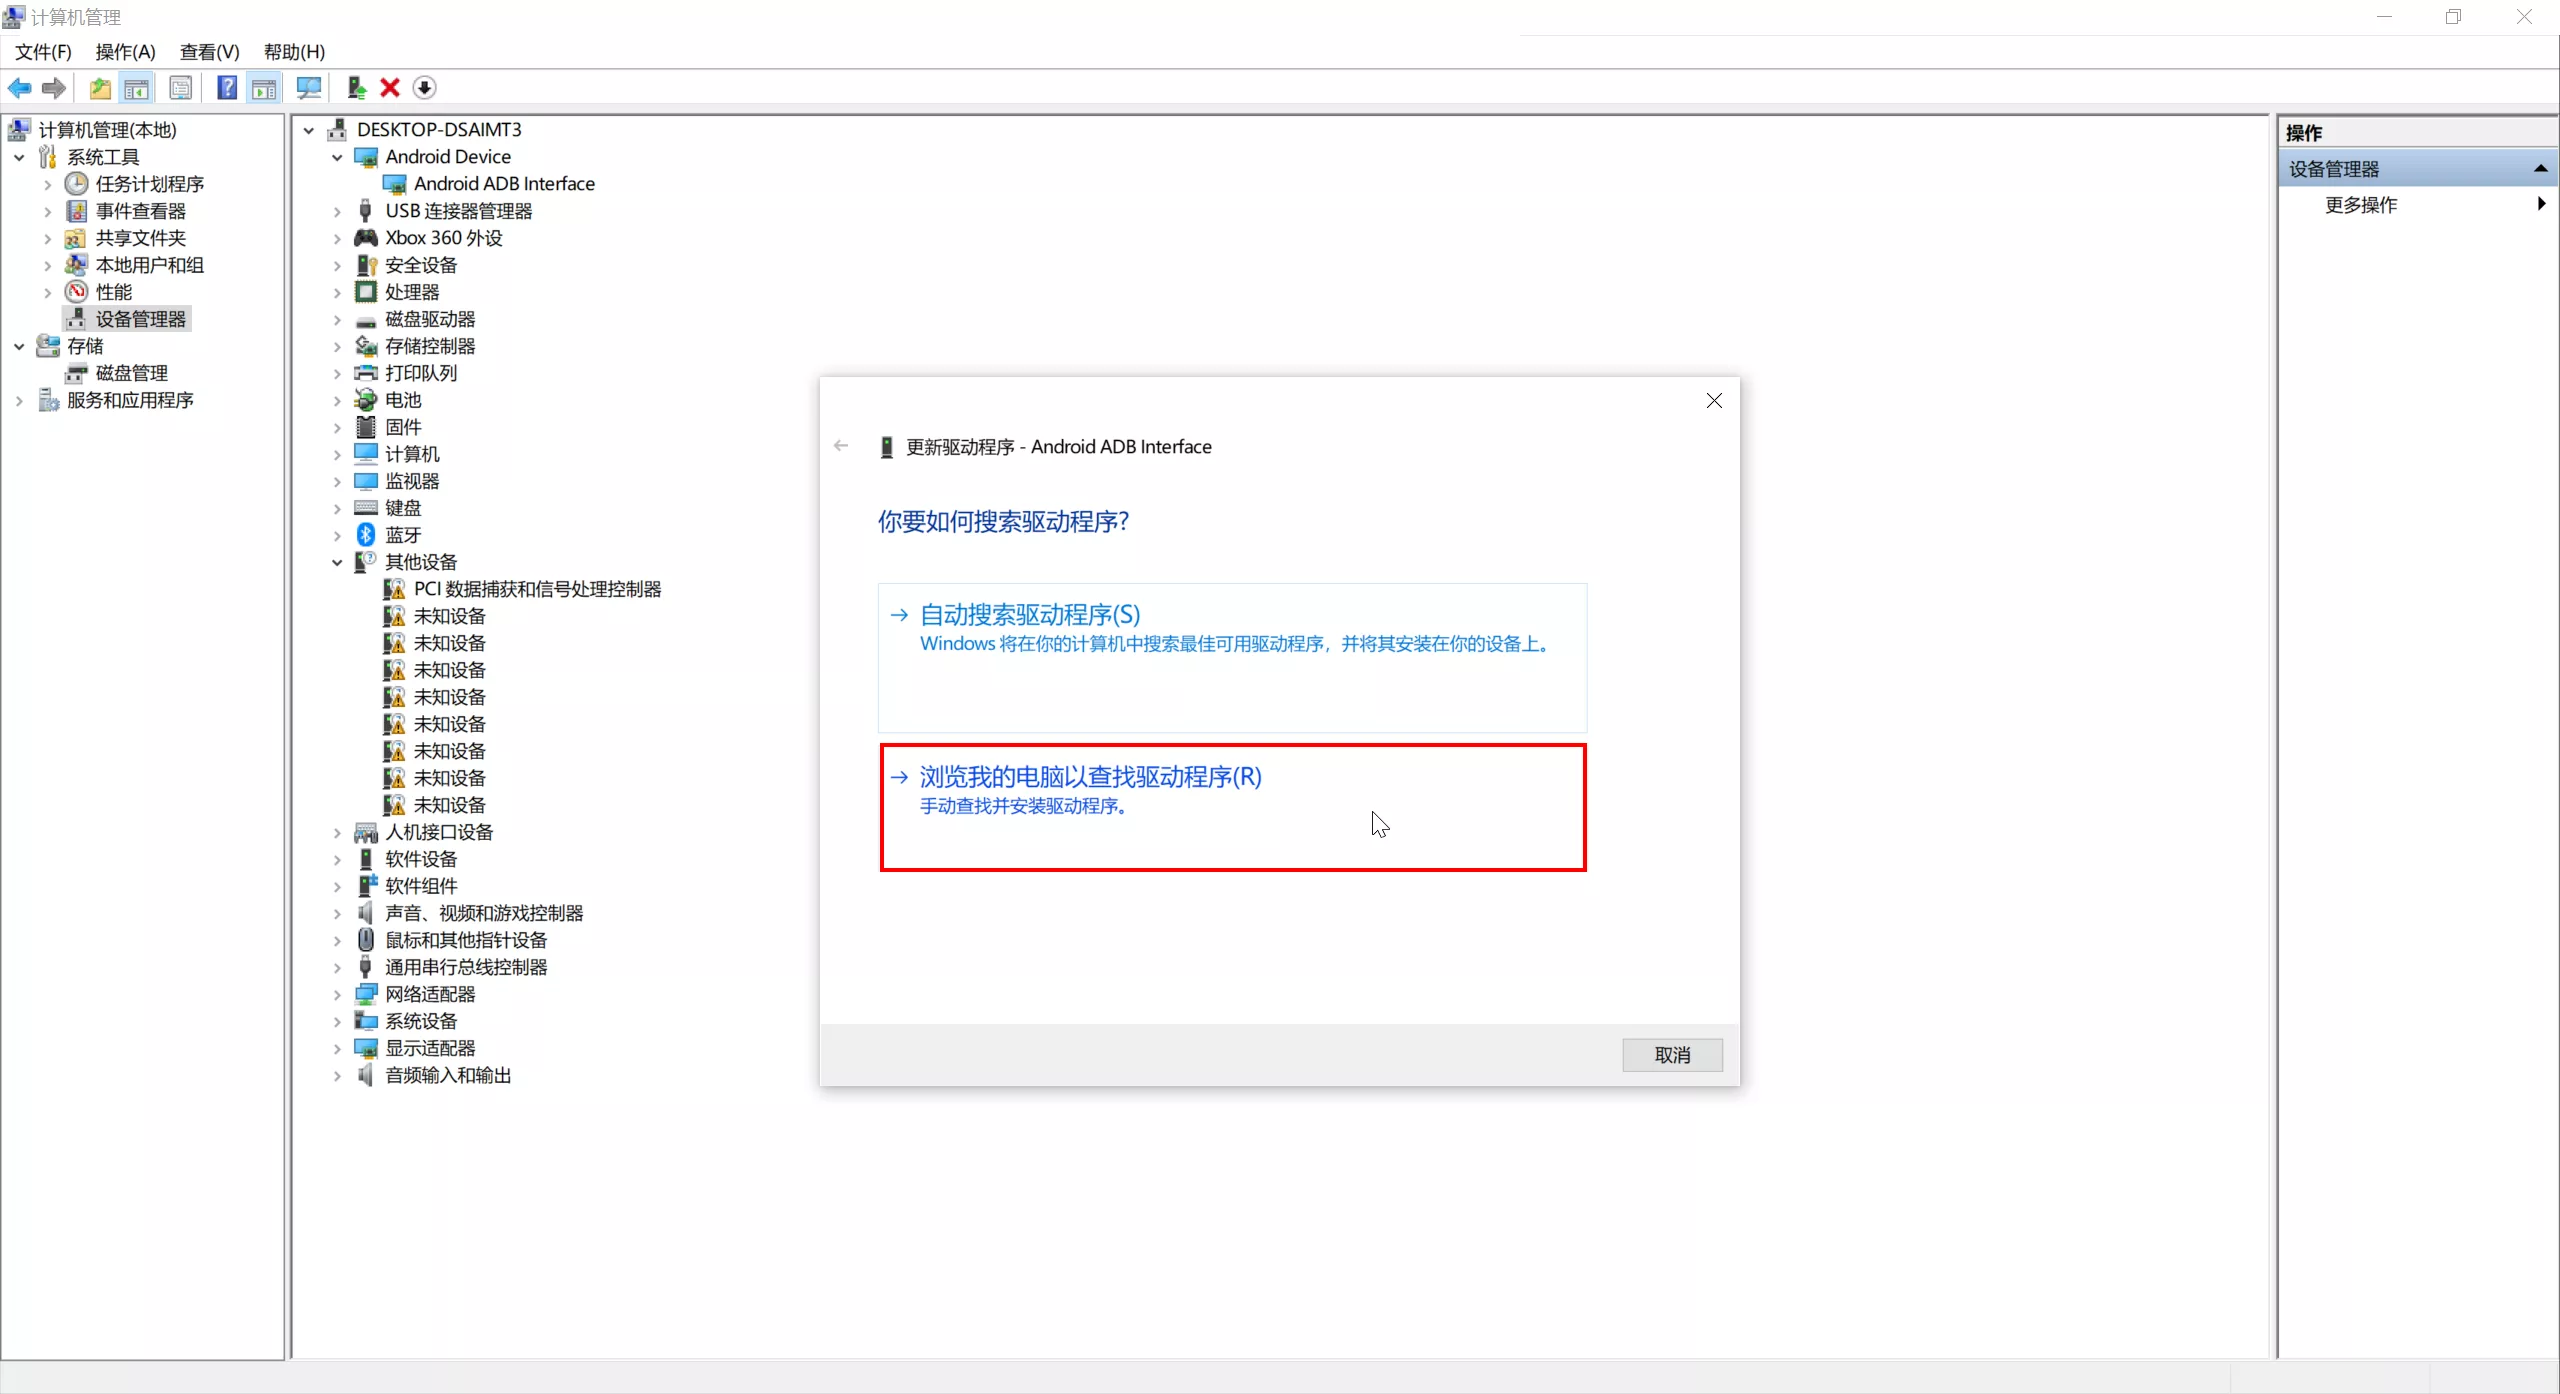 计算机管理
文件(F) 操作(A) 查看(V) 帮助(H)
计算机管理(本地)
系统工具
任务计划程序
事件查看器
共享文件夹
本地用户和组
性能
设备管理器
存储
磁盘管理
服务和应用程序
DESKTOP-DSAIMT3
Android Device
Android ADB Interface
USB 连接器管理器
Xbox 360 外设
安全设备
处理器
磁盘驱动器
存储控制器
打印队列
电池
固件
计算机
监视器
键盘
蓝牙
其他设备
PCI 数据捕获和信号处理控制器
未知设备
未知设备
未知设备
未知设备
未知设备
未知设备
未知设备
未知设备
人机接口设备
软件设备
软件组件
声音、视频和游戏控制器
鼠标和其他指针设备
通用串行总线控制器
网络适配器
系统设备
显示适配器
音频输入和输出
更新驱动程序 - Android ADB Interface
你要如何搜索驱动程序?
自动搜索驱动程序(S)
Windows 将在你的计算机中搜索最佳可用驱动程序，并将其安装在你的设备上。
浏览我的电脑以查找驱动程序(R)
手动查找并安装驱动程序。
取消
操作
设备管理器
更多操作